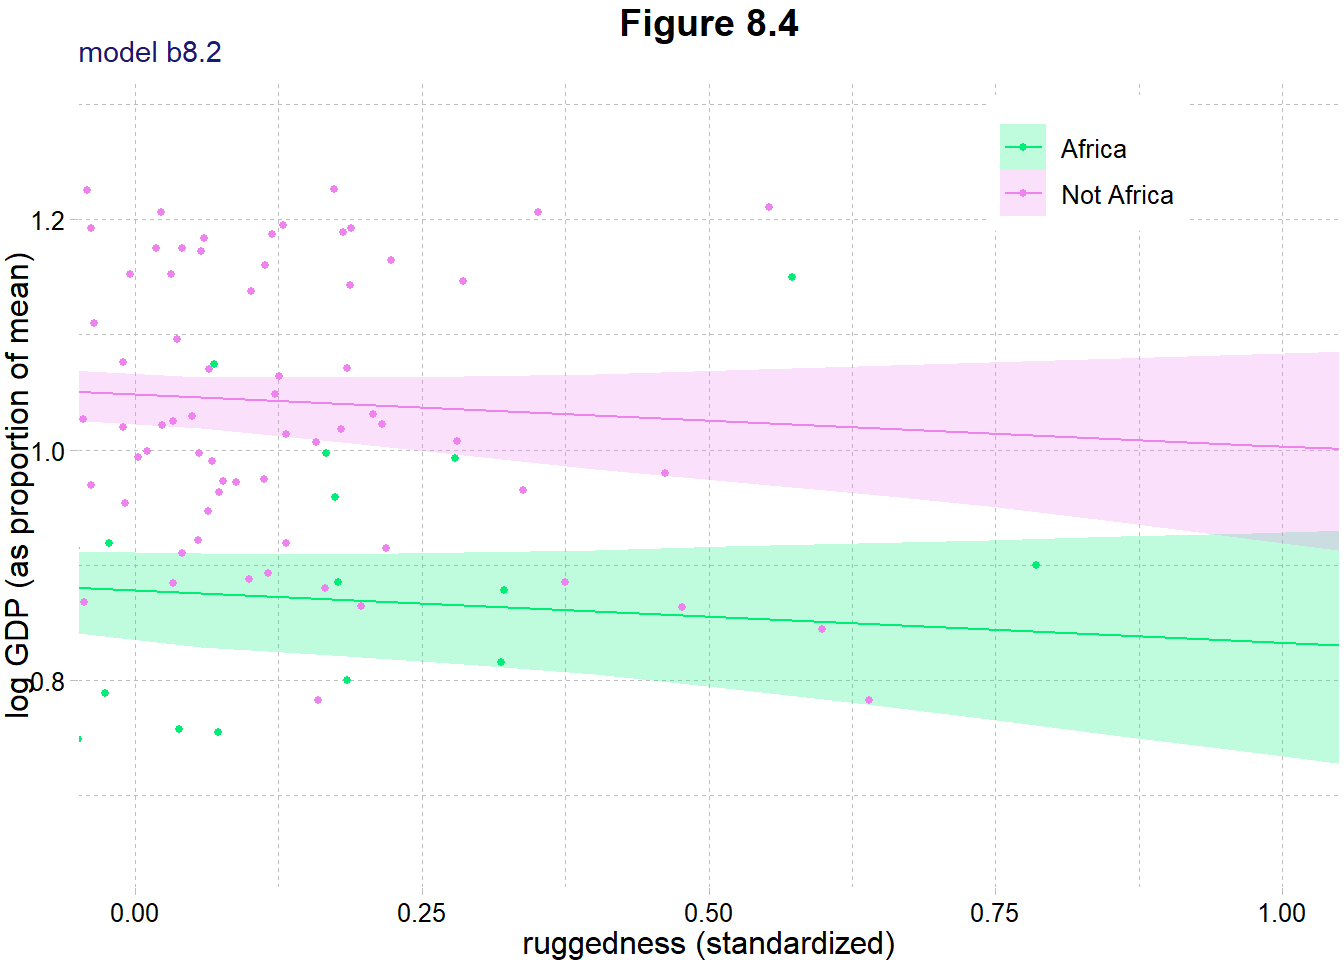 Figure 8.4
model b8.2
Africa
Not Africa
1.2
1.0
0.8
log GDP (as proportion of mean)
0.00 0.25 0.50 0.75 1.00
ruggedness (standardized)